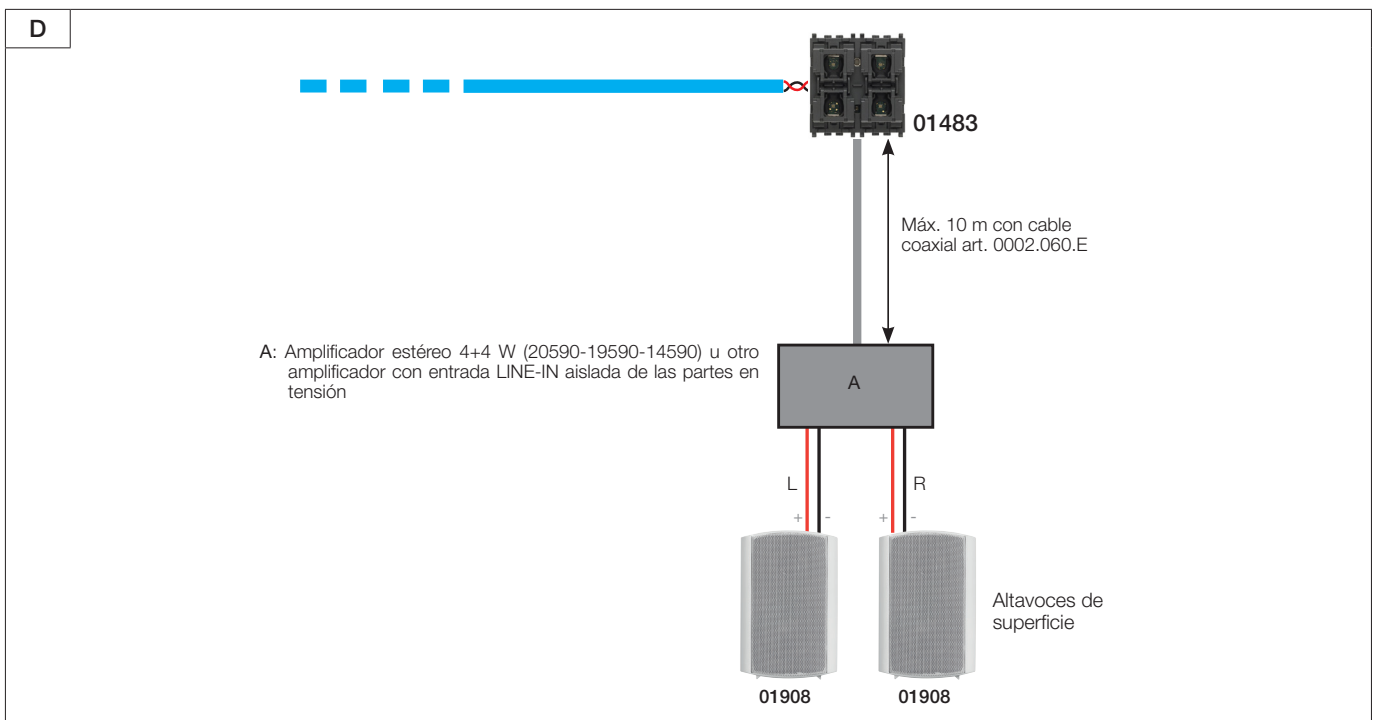 D
01483
Máx. 10 m con cable
coaxial art. 0002.060.E
A: Amplificador estéreo 4+4 W (20590-19590-14590) u otro
amplificador con entrada LINE-IN aislada de las partes en
tensión
A
L
R
+ -
+ -
Altavoces de
superficie
01908
01908